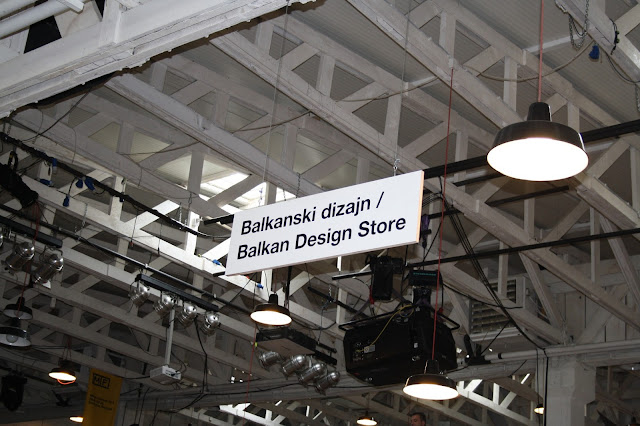 Balkanski dizajn /
Balkan Design Store